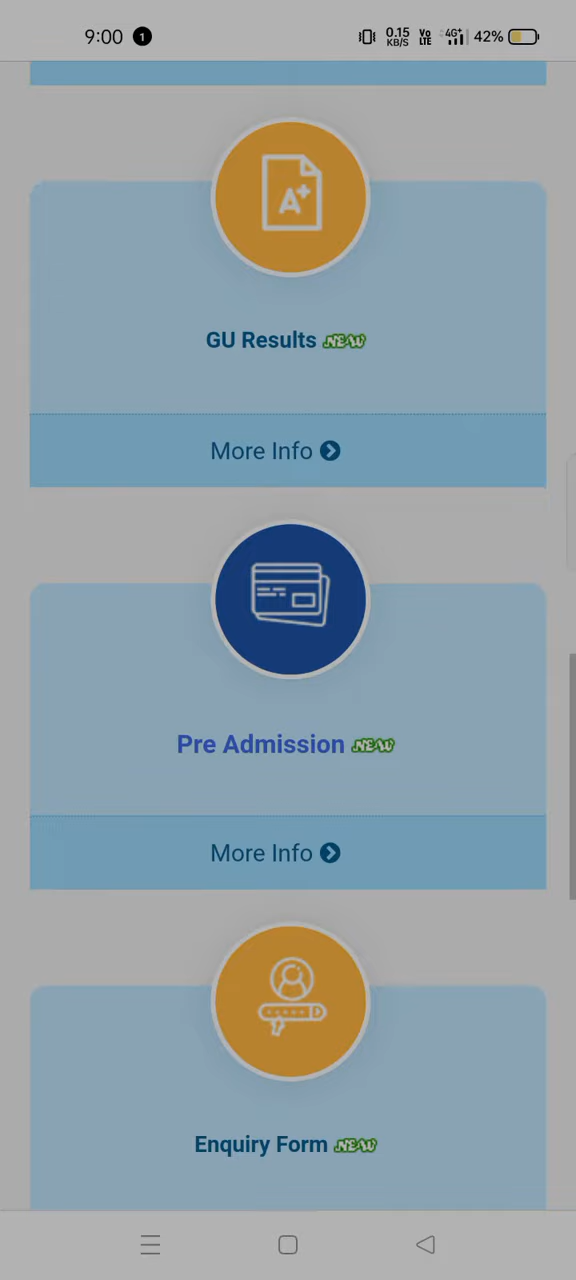 9:00 1 0.15 KB/S Vo LTE 4G+ 42%
A+
GU Results NEW
More Info
Pre Admission NEW
More Info
Enquiry Form NEW